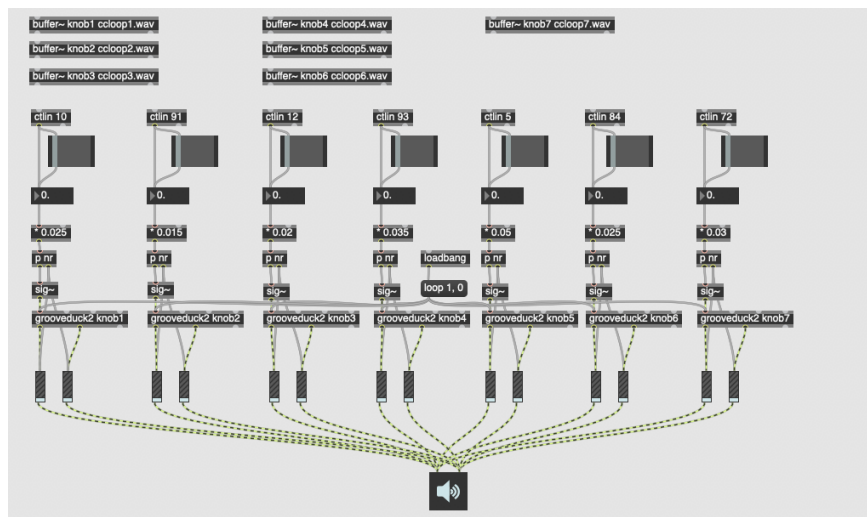 buffer~ knob1 ccloop1.wav
buffer~ knob4 ccloop4.wav
buffer~ knob7 ccloop7.wav
buffer~ knob2 ccloop2.wav
buffer~ knob5 ccloop5.wav
buffer~ knob3 ccloop3.wav
buffer~ knob6 ccloop6.wav
ctlin 10
ctlin 91
ctlin 12
ctlin 93
ctlin 5
ctlin 84
ctlin 72
0.
0.
0.
0.
0.
0.
0.
* 0.025
* 0.015
* 0.02
* 0.035
* 0.05
* 0.025
* 0.03
p nr
p nr
p nr
p nr
loadbang
p nr
p nr
p nr
sig~
sig~
sig~
sig~
loop 1, 0
sig~
sig~
sig~
grooveduck2 knob1
grooveduck2 knob2
grooveduck2 knob3
grooveduck2 knob4
grooveduck2 knob5
grooveduck2 knob6
grooveduck2 knob7